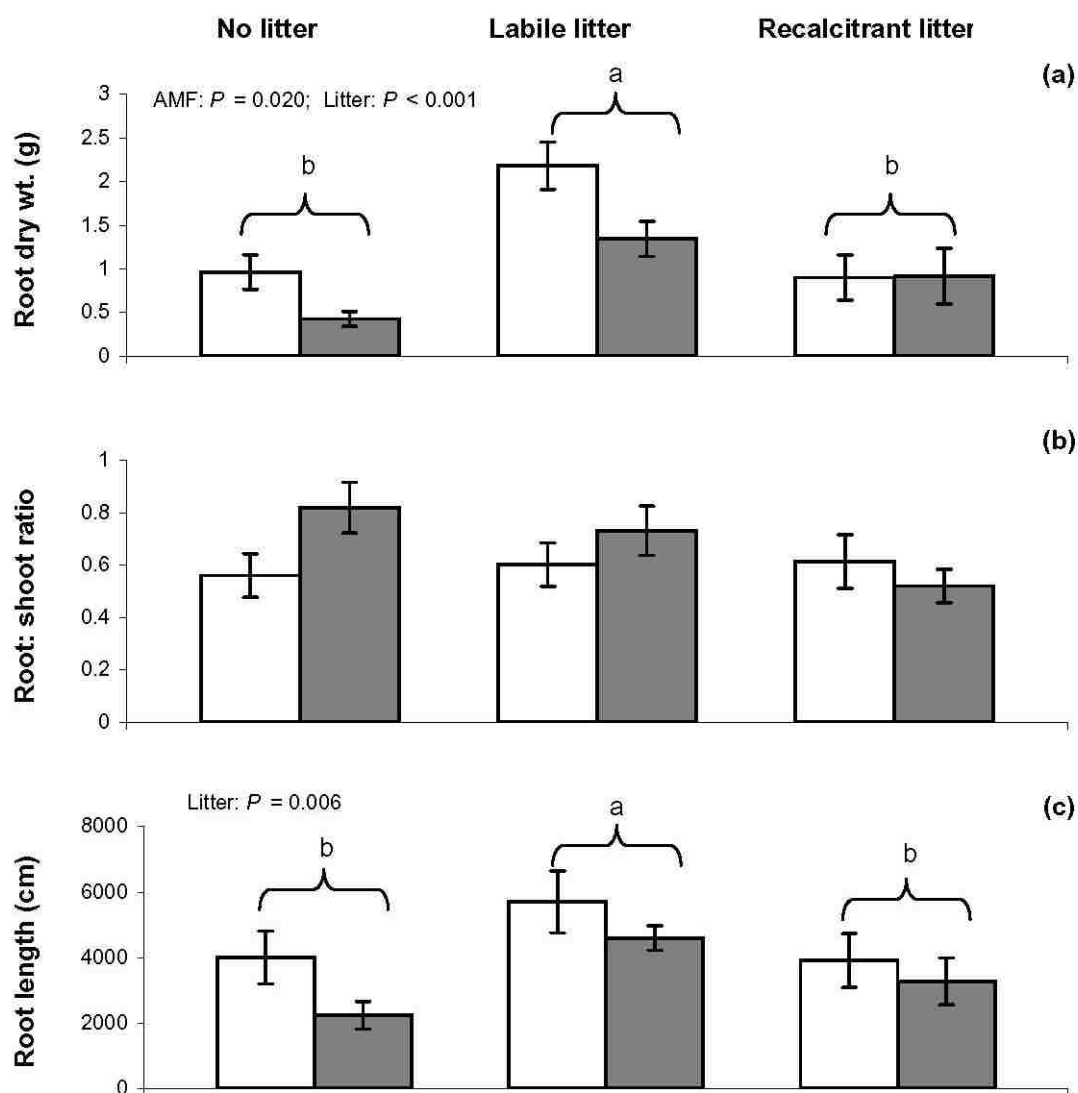 No litter Labile litter Recalcitrant litter
(a)
AMF: P = 0.020; Litter: P < 0.001
a
b
b
3
2.5
2
1.5
1
0.5
0
Root dry wt. (g)
(b)
1
0.8
0.6
0.4
0.2
0
Root: shoot ratio
(c)
Litter: P = 0.006
a
b
b
8000
6000
4000
2000
0
Root length (cm)